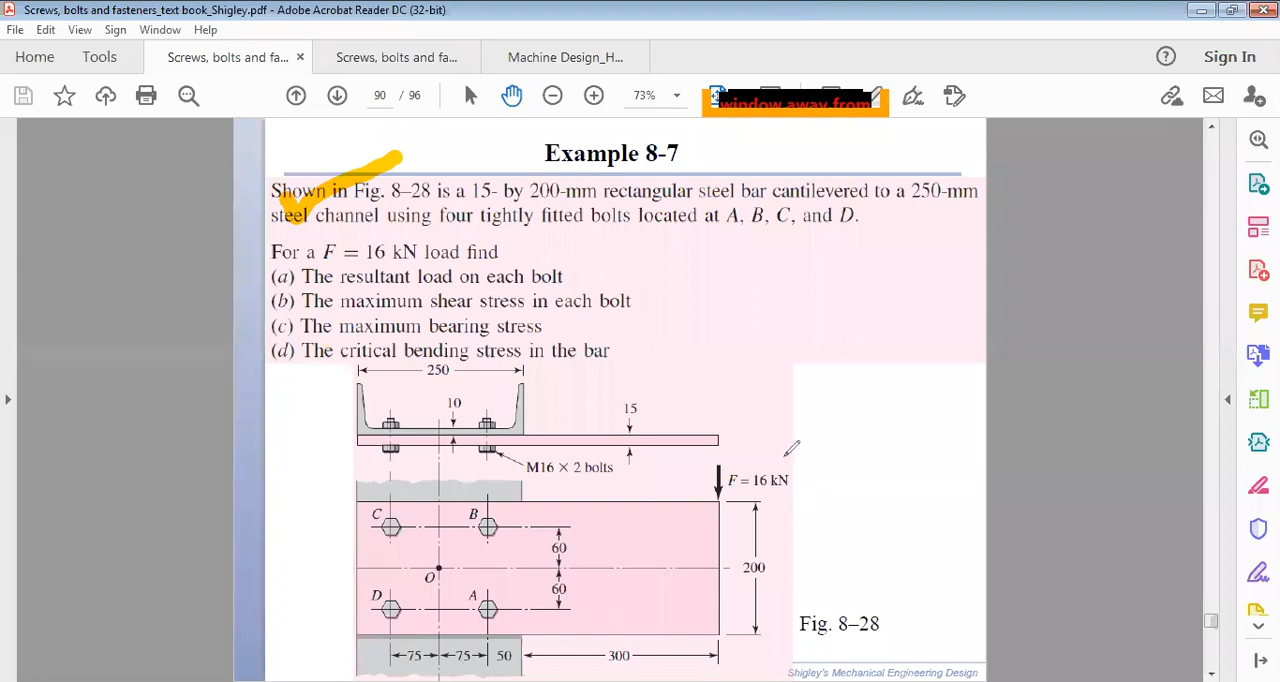 Screws, bolts and fasteners_text book_Shigley.pdf - Adobe Acrobat Reader DC (32-bit)
File Edit View Sign Window Help
Home Tools Screws, bolts and fa... × Screws, bolts and fa... Machine_Design_H... Sign In
90 / 96 73%
window away from
Example 8-7
Shown in Fig. 8–28 is a 15- by 200-mm rectangular steel bar cantilevered to a 250-mm
steel channel using four tightly fitted bolts located at A, B, C, and D.
For a F = 16 kN load find
(a) The resultant load on each bolt
(b) The maximum shear stress in each bolt
(c) The maximum bearing stress
(d) The critical bending stress in the bar
250
10
15
M16 × 2 bolts
F = 16 kN
C B
60
O
200
60
D A
Fig. 8–28
75 75 50 300
Shigley's Mechanical Engineering Design